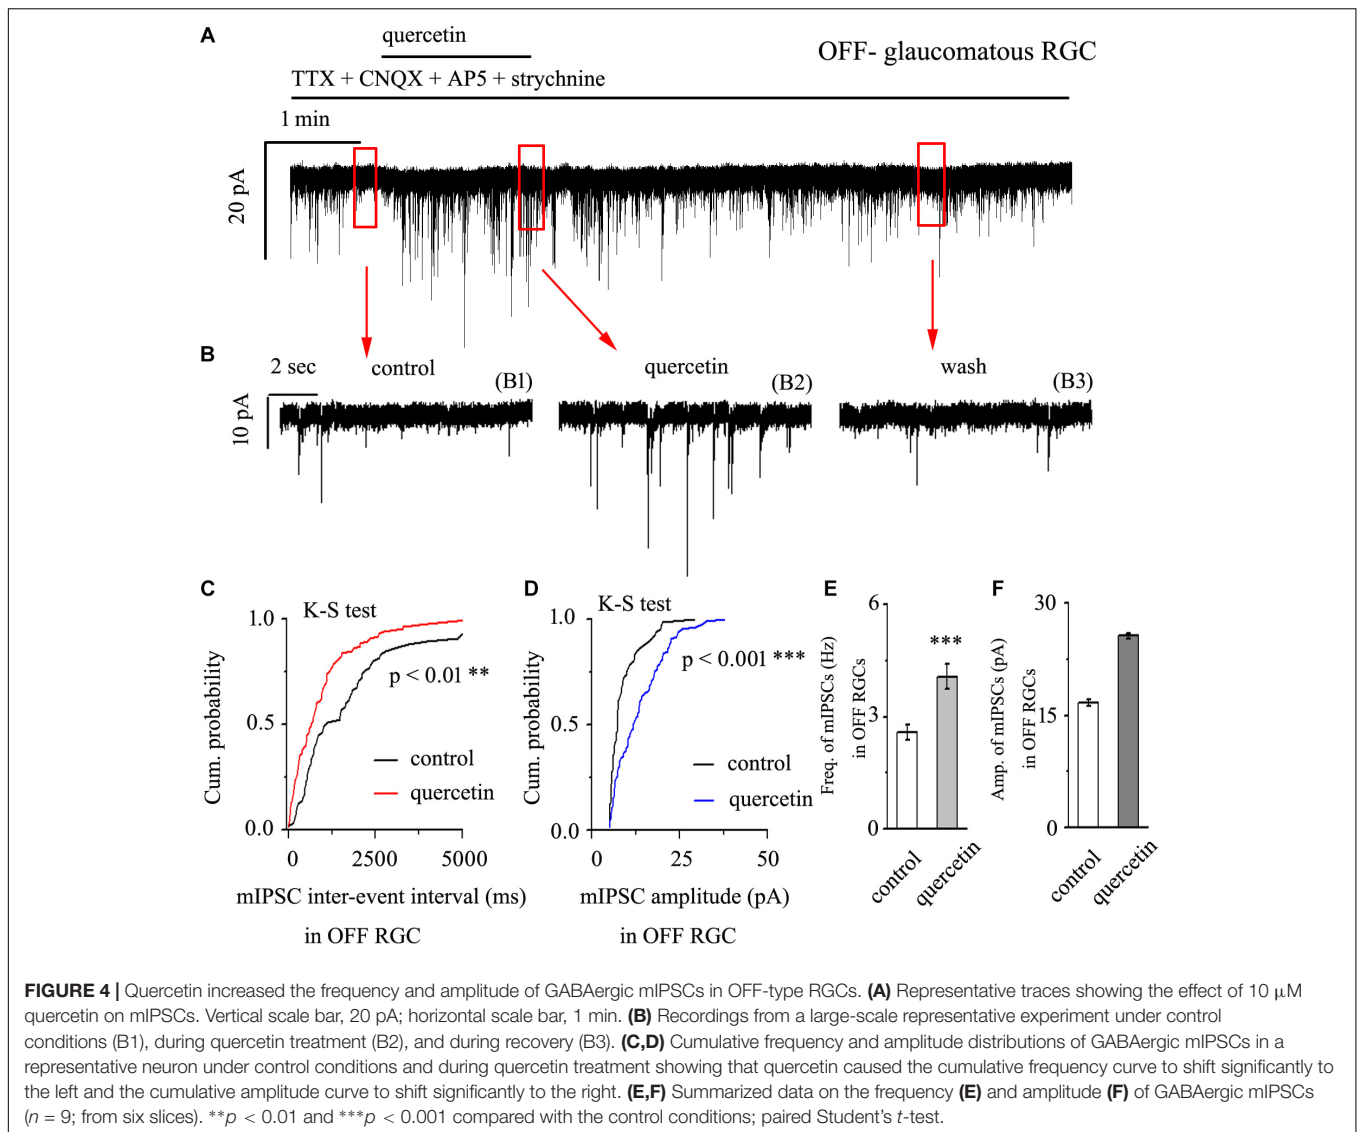 A
quercetin
OFF- glaucomatous RGC
TTX + CNQX + AP5 + strychnine
1 min
20 pA
B
2 sec
control
(B1)
quercetin
(B2)
wash
(B3)
10 pA
C
K-S test
p < 0.01 **
1.0
0.5
0.0
Cum. probability
control
quercetin
0
2500
5000
mIPSC inter-event interval (ms)
in OFF RGC
D
K-S test
p < 0.001 ***
1.0
0.5
0.0
Cum. probability
control
quercetin
0
25
50
mIPSC amplitude (pA)
in OFF RGC
E
6
3
0
Freq. of mIPSCs (Hz)
in OFF RGCs
***
control
quercetin
F
30
15
0
Amp. of mIPSCs (pA)
in OFF RGCs
control
quercetin
FIGURE 4 | Quercetin increased the frequency and amplitude of GABAergic mIPSCs in OFF-type RGCs. (A) Representative traces showing the effect of 10 μM
quercetin on mIPSCs. Vertical scale bar, 20 pA; horizontal scale bar, 1 min. (B) Recordings from a large-scale representative experiment under control
conditions (B1), during quercetin treatment (B2), and during recovery (B3). (C,D) Cumulative frequency and amplitude distributions of GABAergic mIPSCs in a
representative neuron under control conditions and during quercetin treatment showing that quercetin caused the cumulative frequency curve to shift significantly to
the left and the cumulative amplitude curve to shift significantly to the right. (E,F) Summarized data on the frequency (E) and amplitude (F) of GABAergic mIPSCs
(n = 9; from six slices). **p < 0.01 and ***p < 0.001 compared with the control conditions; paired Student's t-test.